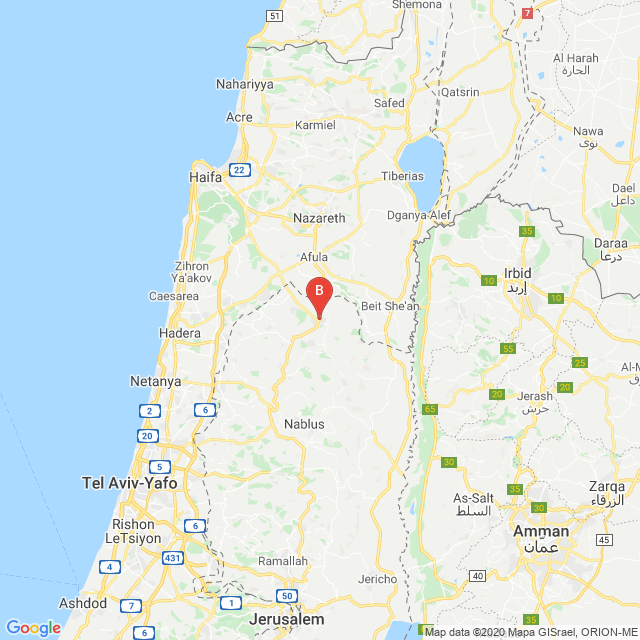 Shemona
51
7
Al Harah
الحارة
Nahariyya
Qatsrin
Safed
Acre
Karmiel
Nawa
نوى
22
Haifa
Tiberias
Dael
داعل
Nazareth
Dganya Alef
35
Daraa
درعا
Afula
Zihron
Ya'akov
Irbid
إربد
10
B
Caesarea
10
Beit She'an
Hadera
55
25
Al-M
Netanya
20
20
6
2
65
Jerash
جرش
Nablus
20
30
5
Tel Aviv-Yafo
35
As-Salt
السلط
Zarqa
الزرقاء
30
6
Rishon
LeTsiyon
Amman
عمان
45
431
Ramallah
4
40
Jericho
50
Ashdod
7
1
Jerusalem
6
Google
Map data ©2020 Mapa GISrael, ORION-ME